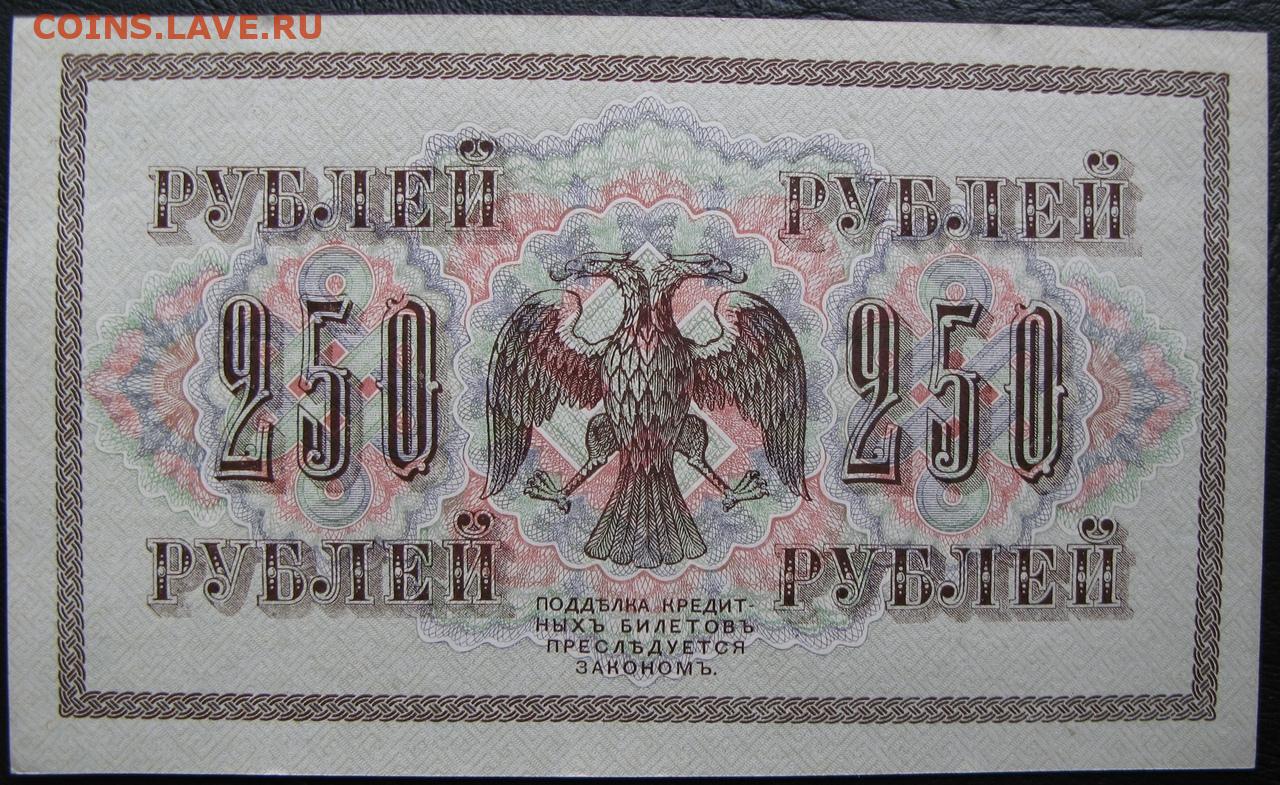 COINS.LAVE.RU
РУБЛЕЙ РУБЛЕЙ
250 250
РУБЛЕЙ РУБЛЕЙ
ПОДДѢЛКА КРЕДИТ-
НЫХЪ БИЛЕТОВЪ
ПРЕСЛѢДУЕТСЯ
ЗАКОНОМЪ.